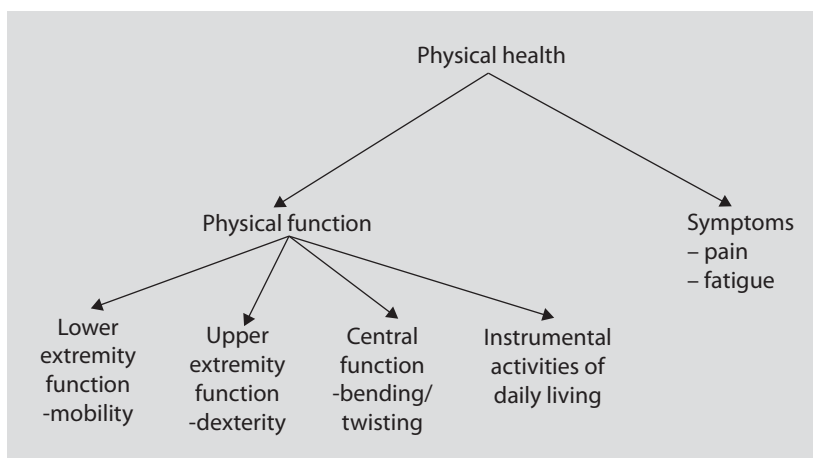 Physical health
Physical function
Symptoms
– pain
– fatigue
Lower
extremity
function
-mobility
Upper
extremity
function
-dexterity
Central
function
-bending/
twisting
Instrumental
activities of
daily living